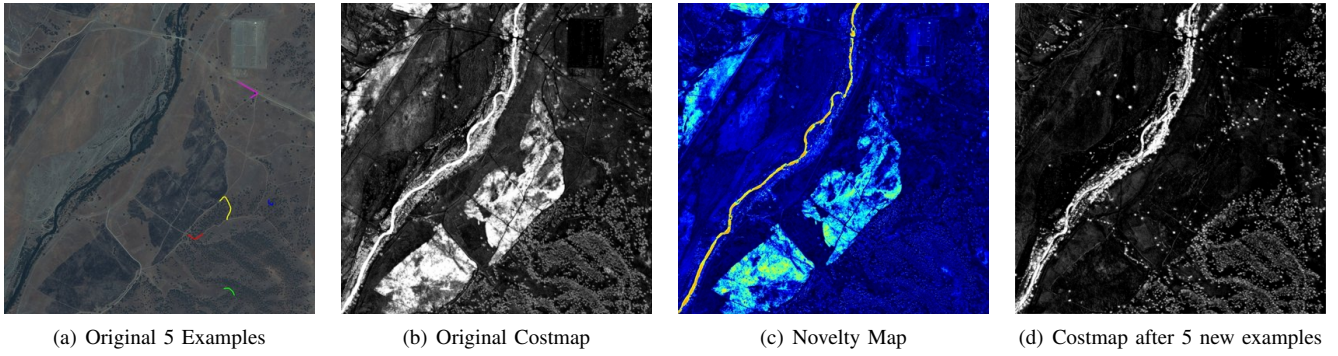 (a) Original 5 Examples
(b) Original Costmap
(c) Novelty Map
(d) Costmap after 5 new examples